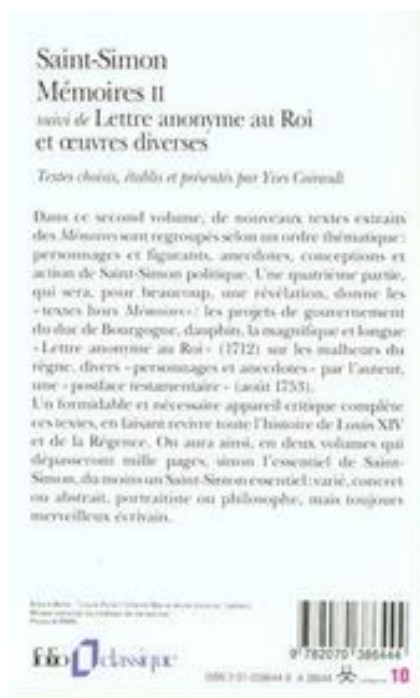 Saint-Simon
Mémoires II
suivi de Lettre anonyme au Roi
et œuvres diverses
Textes choisis, établis et présentés par Yves Coirault
Dans ce second volume, de nouveaux textes extraits
des Mémoires sont regroupés selon un ordre thématique :
personnages et figurants, anecdotes, conceptions et
action de Saint-Simon politique. Une quatrième partie,
qui sera, pour beaucoup, une révélation, donne les
« textes hors Mémoires » : les projets de gouvernement
du duc de Bourgogne, dauphin, la magnifique et longue
« Lettre anonyme au Roi » (1712) sur les malheurs du
règne, divers « personnages et anecdotes » par l'auteur,
une « postface testamentaire » (août 1753).
Un formidable et nécessaire appareil critique complète
ces textes, en faisant revivre toute l'histoire de Louis XIV
et de la Régence. On aura ainsi, en deux volumes qui
dépasseront mille pages, sinon l'essentiel de Saint-
Simon, du moins un Saint-Simon essentiel : varié, concret
ou abstrait, portraitiste ou philosophe, mais toujours
merveilleux écrivain.
9 782070 386444
folio classique
ISBN A 38644 10